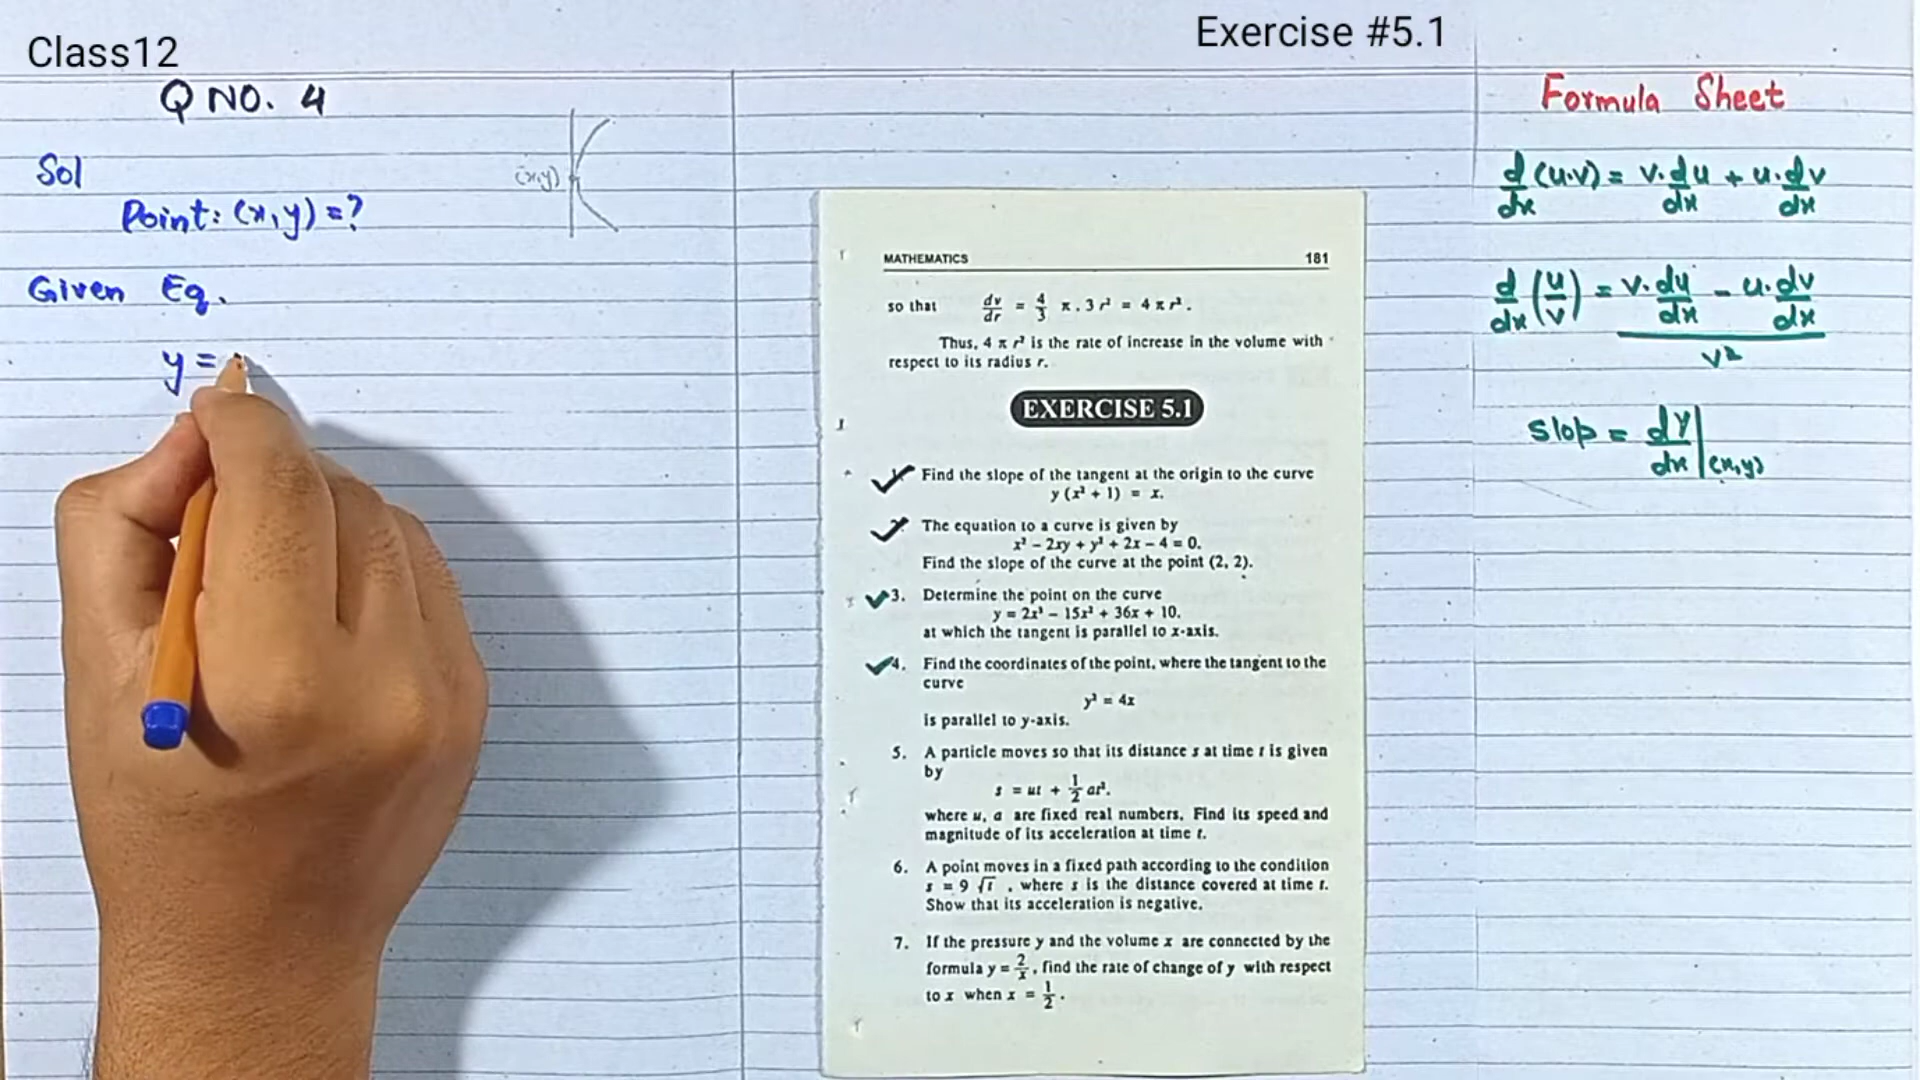 Class12
Exercise #5.1
Q NO. 4
Sol
Point: (x,y) = ?
(x,y)
Given Eq.
y =
MATHEMATICS 181
so that dv/dr = 4/3 π . 3 r² = 4 π r².
Thus, 4 π r² is the rate of increase in the volume with
respect to its radius r.
EXERCISE 5.1
Find the slope of the tangent at the origin to the curve
y (x² + 1) = x.
The equation to a curve is given by
x² – 2xy + y² + 2x – 4 = 0.
Find the slope of the curve at the point (2, 2).
3. Determine the point on the curve
y = 2x³ – 15x² + 36x + 10.
at which the tangent is parallel to x-axis.
4. Find the coordinates of the point, where the tangent to the
curve
y² = 4x
is parallel to y-axis.
5. A particle moves so that its distance s at time t is given
by
s = ut + 1/2 at².
where u, a are fixed real numbers. Find its speed and
magnitude of its acceleration at time t.
6. A point moves in a fixed path according to the condition
s = 9 √t , where s is the distance covered at time t.
Show that its acceleration is negative.
7. If the pressure y and the volume x are connected by the
formula y = 2/x , find the rate of change of y with respect
to x when x = 1/2 .
Formula Sheet
d/dx (u.v) = v. du/dx + u. dv/dx
d/dx (u/v) = v. du/dx - u. dv/dx
v²
Slop = dy/dx |(x,y)